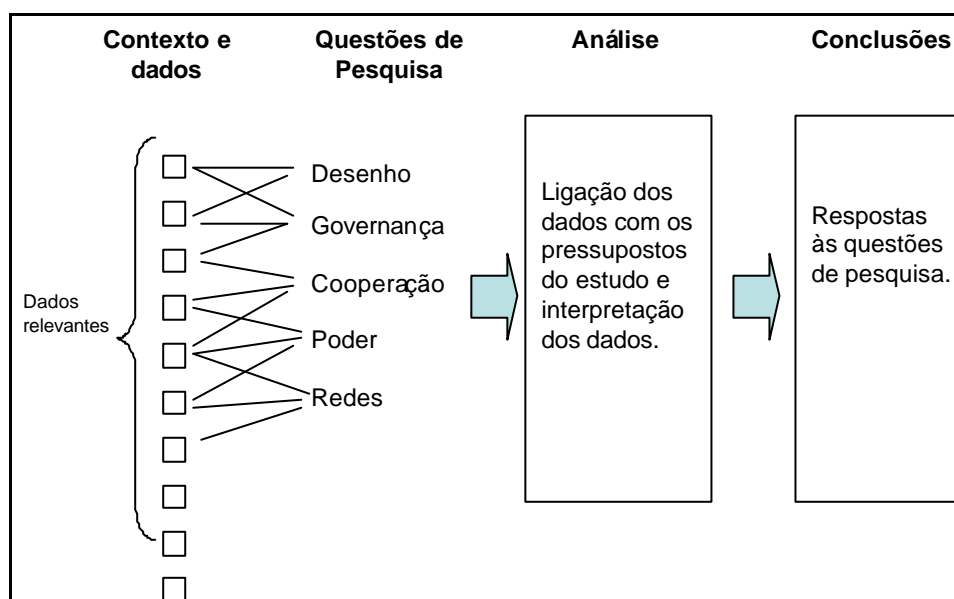 Contexto e
dados
Questões de
Pesquisa
Análise
Conclusões
Dados
relevantes
Desenho
Governança
Cooperação
Poder
Redes
Ligação dos
dados com os
pressupostos
do estudo e
interpretação
dos dados.
Respostas
às questões
de pesquisa.